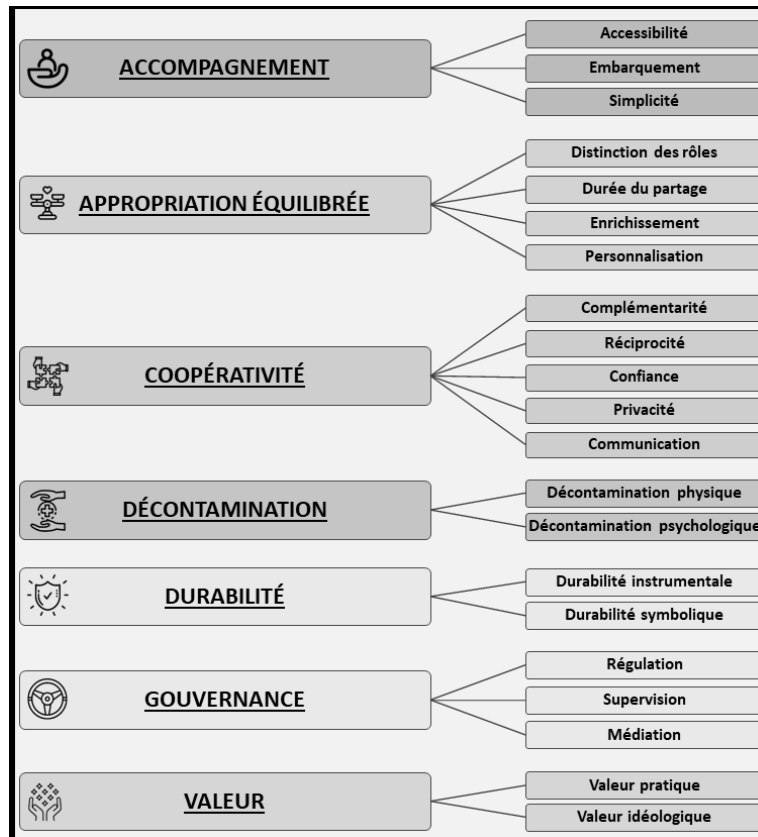 ACCOMPAGNEMENT
Accessibilité
Embarquement
Simplicité
APPROPRIATION ÉQUILIBRÉE
Distinction des rôles
Durée du partage
Enrichissement
Personnalisation
COOPÉRATIVITÉ
Complémentarité
Réciprocité
Confiance
Privacité
Communication
DÉCONTAMINATION
Décontamination physique
Décontamination psychologique
DURABILITÉ
Durabilité instrumentale
Durabilité symbolique
GOUVERNANCE
Régulation
Supervision
Médiation
VALEUR
Valeur pratique
Valeur idéologique